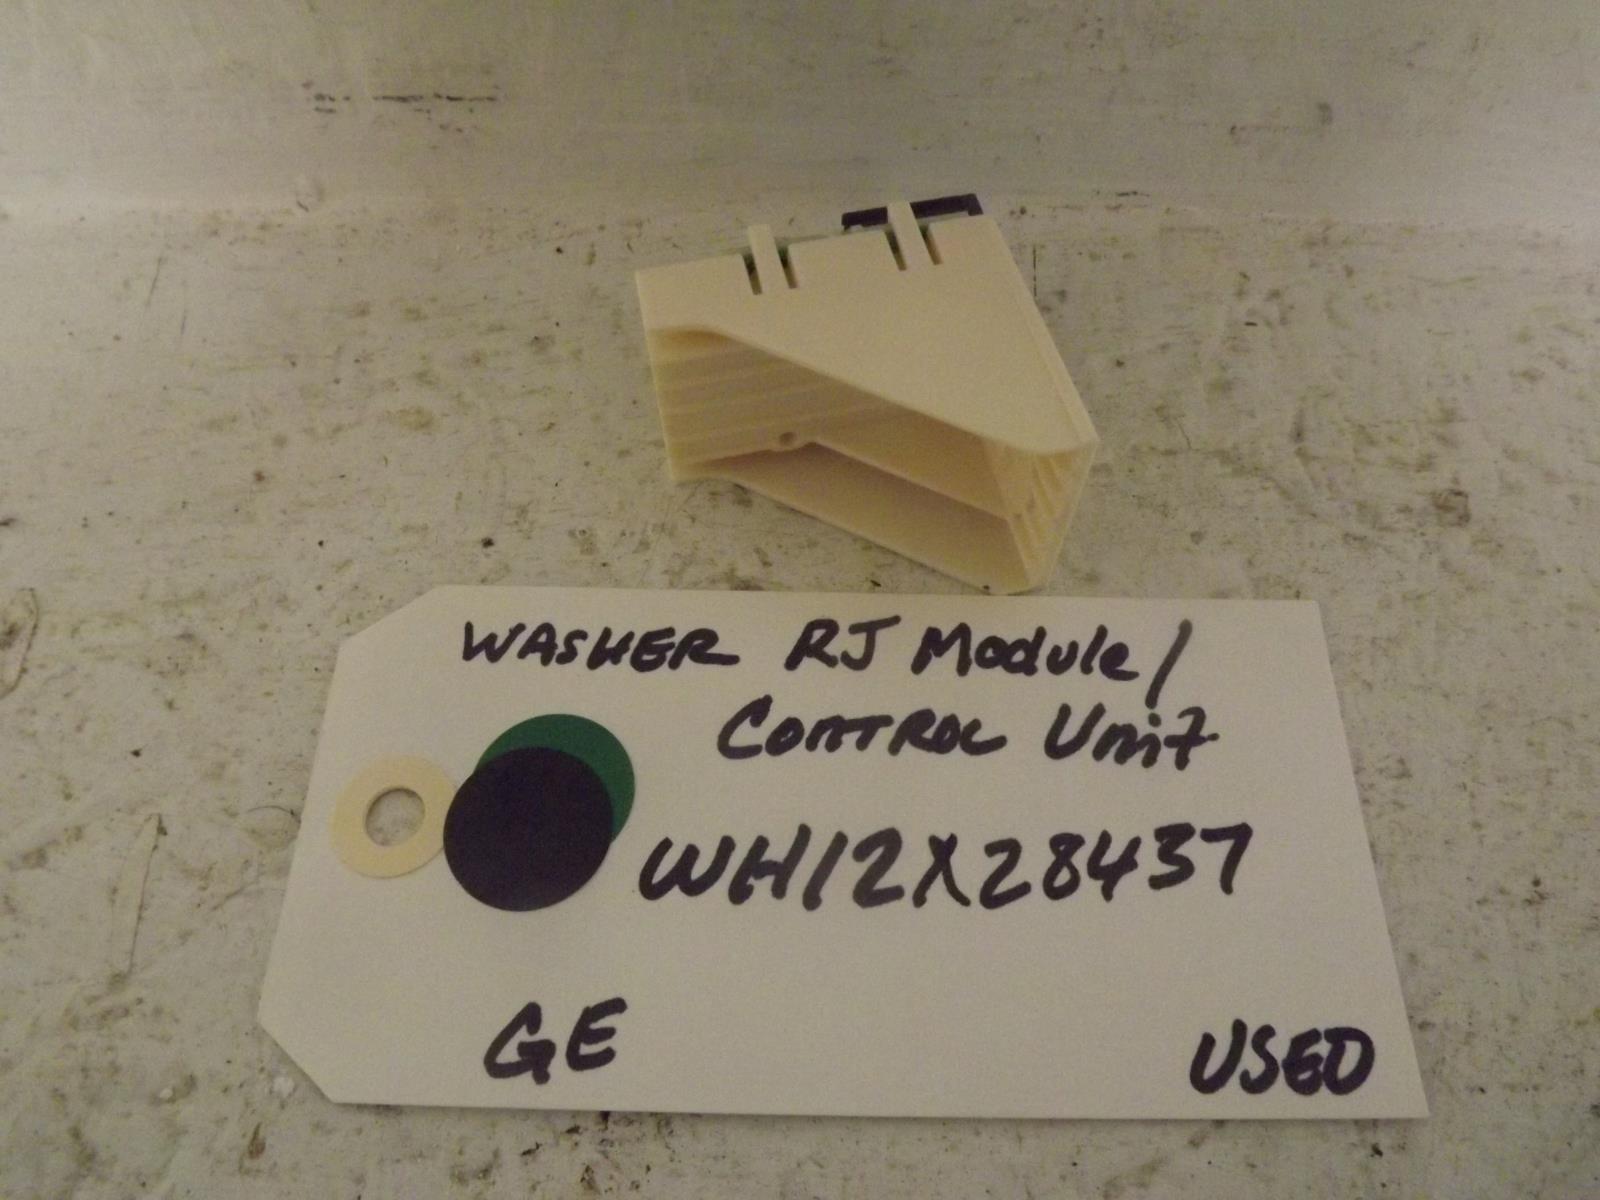 WASHER RJ Module/
CONTROL Unit
WH12X28437
GE
USED